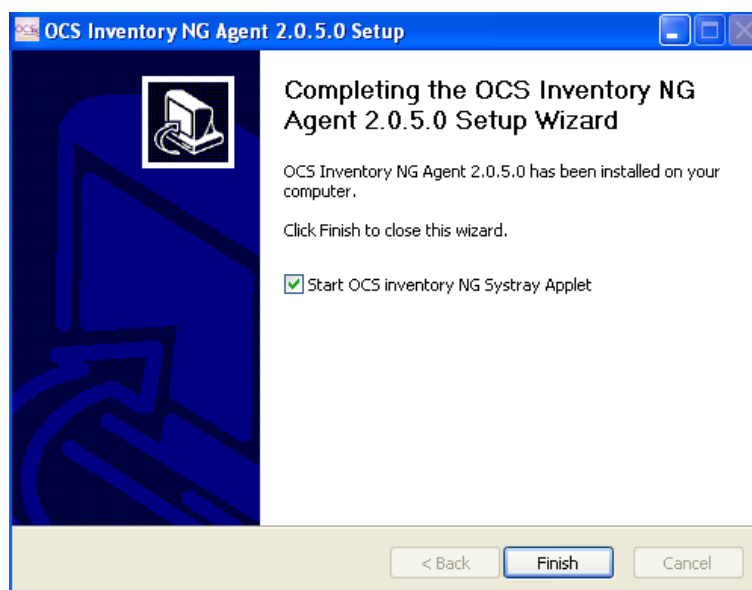 OCS Inventory NG Agent 2.0.5.0 Setup
Completing the OCS Inventory NG
Agent 2.0.5.0 Setup Wizard
OCS Inventory NG Agent 2.0.5.0 has been installed on your
computer.
Click Finish to close this wizard.
Start OCS inventory NG Systray Applet
< Back
Finish
Cancel